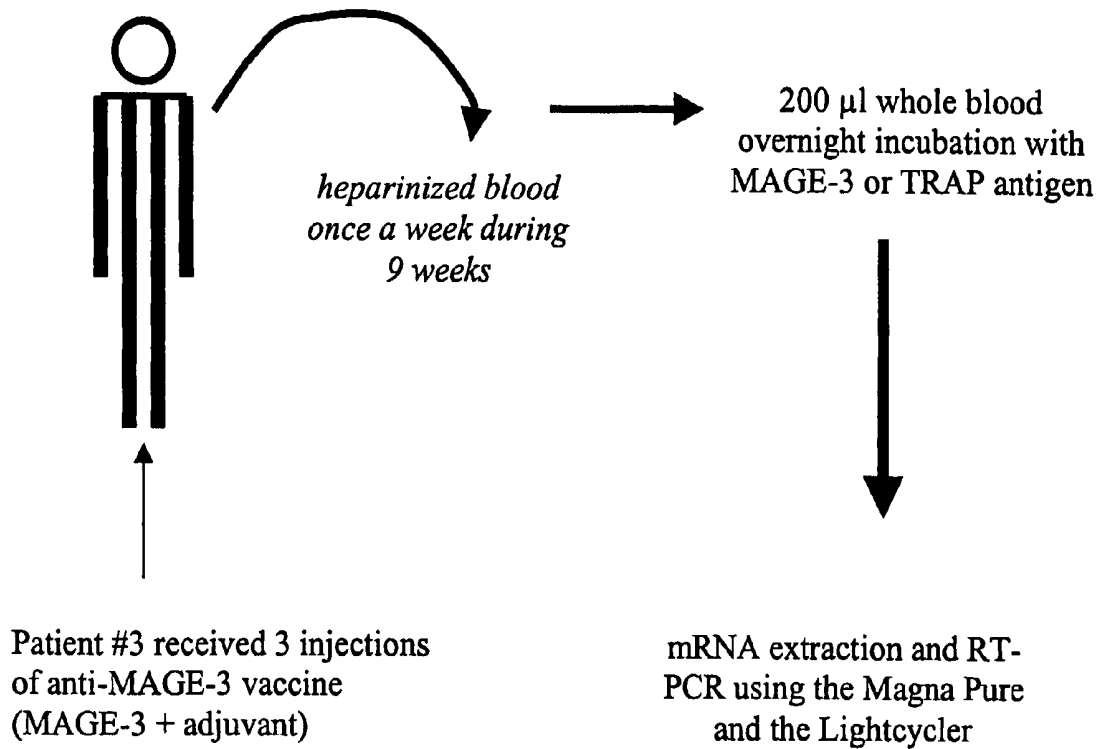 heparinized blood
once a week during
9 weeks
200 µl whole blood
overnight incubation with
MAGE-3 or TRAP antigen
Patient #3 received 3 injections
of anti-MAGE-3 vaccine
(MAGE-3 + adjuvant)
mRNA extraction and RT-
PCR using the Magna Pure
and the Lightcycler